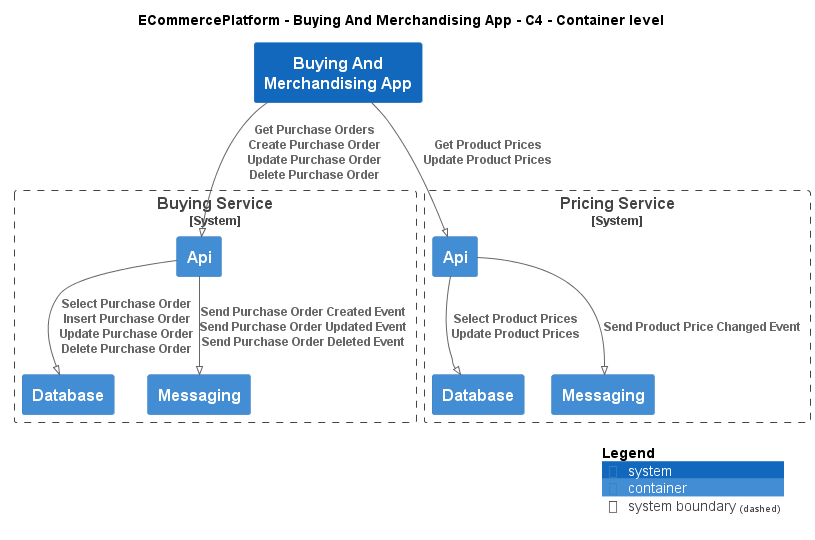 ECommercePlatform - Buying And Merchandising App - C4 - Container level
Buying And
Merchandising App
Get Purchase Orders
Create Purchase Order
Update Purchase Order
Delete Purchase Order
Get Product Prices
Update Product Prices
Buying Service
[System]
Api
Select Purchase Order
Insert Purchase Order
Update Purchase Order
Delete Purchase Order
Send Purchase Order Created Event
Send Purchase Order Updated Event
Send Purchase Order Deleted Event
Database
Messaging
Pricing Service
[System]
Api
Select Product Prices
Update Product Prices
Send Product Price Changed Event
Database
Messaging
Legend
system
container
system boundary (dashed)